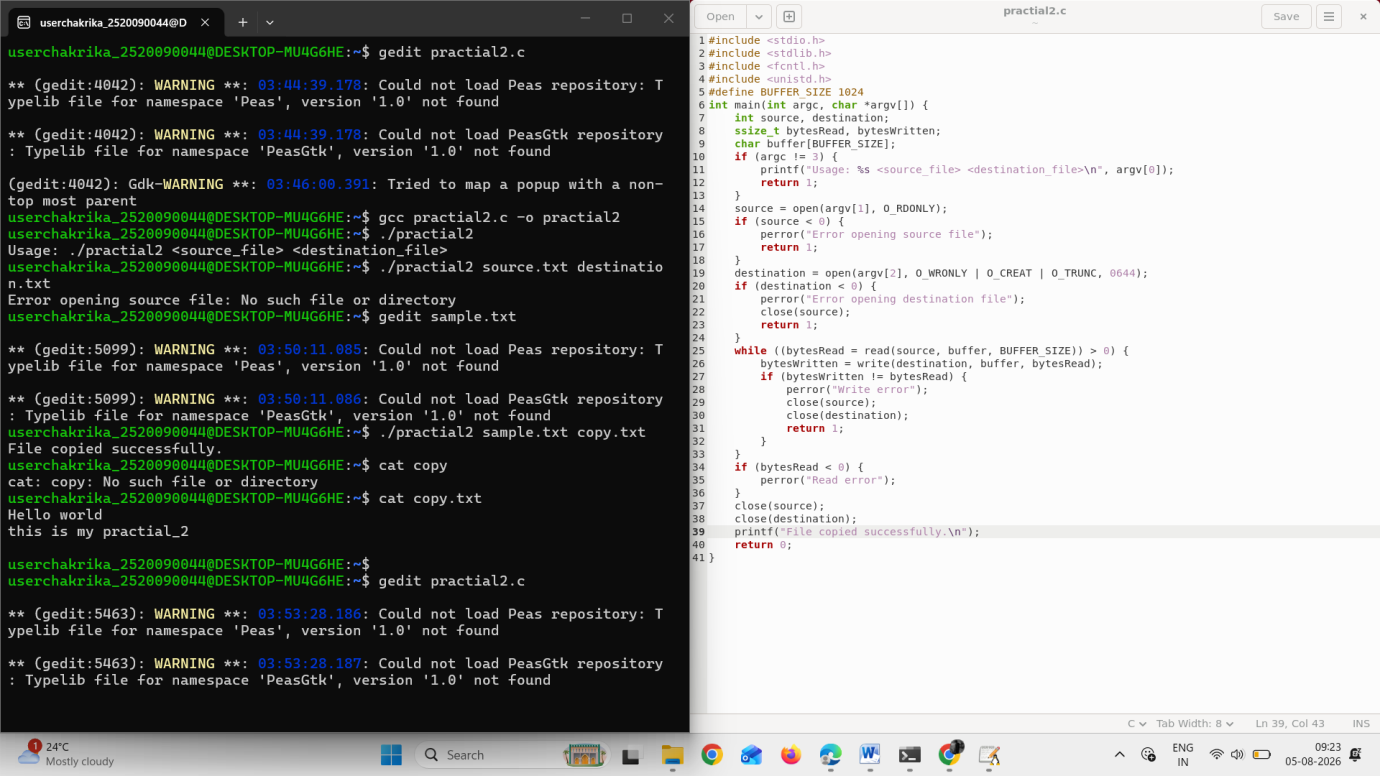 userchakrika_2520090044@D
userchakrika_2520090044@DESKTOP-MU4G6HE:~$ gedit practial2.c
** (gedit:4042): WARNING **: 03:44:39.178: Could not load Peas repository: T
ypelib file for namespace 'Peas', version '1.0' not found
** (gedit:4042): WARNING **: 03:44:39.178: Could not load PeasGtk repository
: Typelib file for namespace 'PeasGtk', version '1.0' not found
(gedit:4042): Gdk-WARNING **: 03:46:00.391: Tried to map a popup with a non-
top most parent
userchakrika_2520090044@DESKTOP-MU4G6HE:~$ gcc practial2.c -o practial2
userchakrika_2520090044@DESKTOP-MU4G6HE:~$ ./practial2
Usage: ./practial2 <source_file> <destination_file>
userchakrika_2520090044@DESKTOP-MU4G6HE:~$ ./practial2 source.txt destinatio
n.txt
Error opening source file: No such file or directory
userchakrika_2520090044@DESKTOP-MU4G6HE:~$ gedit sample.txt
** (gedit:5099): WARNING **: 03:50:11.085: Could not load Peas repository: T
ypelib file for namespace 'Peas', version '1.0' not found
** (gedit:5099): WARNING **: 03:50:11.086: Could not load PeasGtk repository
: Typelib file for namespace 'PeasGtk', version '1.0' not found
userchakrika_2520090044@DESKTOP-MU4G6HE:~$ ./practial2 sample.txt copy.txt
File copied successfully.
userchakrika_2520090044@DESKTOP-MU4G6HE:~$ cat copy
cat: copy: No such file or directory
userchakrika_2520090044@DESKTOP-MU4G6HE:~$ cat copy.txt
Hello world
this is my practial_2
userchakrika_2520090044@DESKTOP-MU4G6HE:~$
userchakrika_2520090044@DESKTOP-MU4G6HE:~$ gedit practial2.c
** (gedit:5463): WARNING **: 03:53:28.186: Could not load Peas repository: T
ypelib file for namespace 'Peas', version '1.0' not found
** (gedit:5463): WARNING **: 03:53:28.187: Could not load PeasGtk repository
: Typelib file for namespace 'PeasGtk', version '1.0' not found
Open
practial2.c
~
Save
1 #include <stdio.h>
2 #include <stdlib.h>
3 #include <fcntl.h>
4 #include <unistd.h>
5 #define BUFFER_SIZE 1024
6 int main(int argc, char *argv[]) {
7     int source, destination;
8     ssize_t bytesRead, bytesWritten;
9     char buffer[BUFFER_SIZE];
10     if (argc != 3) {
11         printf("Usage: %s <source_file> <destination_file>\n", argv[0]);
12         return 1;
13     }
14     source = open(argv[1], O_RDONLY);
15     if (source < 0) {
16         perror("Error opening source file");
17         return 1;
18     }
19     destination = open(argv[2], O_WRONLY | O_CREAT | O_TRUNC, 0644);
20     if (destination < 0) {
21         perror("Error opening destination file");
22         close(source);
23         return 1;
24     }
25     while ((bytesRead = read(source, buffer, BUFFER_SIZE)) > 0) {
26         bytesWritten = write(destination, buffer, bytesRead);
27         if (bytesWritten != bytesRead) {
28             perror("Write error");
29             close(source);
30             close(destination);
31             return 1;
32         }
33     }
34     if (bytesRead < 0) {
35         perror("Read error");
36     }
37     close(source);
38     close(destination);
39     printf("File copied successfully.\n");
40     return 0;
41 }
C
Tab Width: 8
Ln 39, Col 43
INS
1
24°C
Mostly cloudy
Search
ENG
IN
09:23
05-08-2026